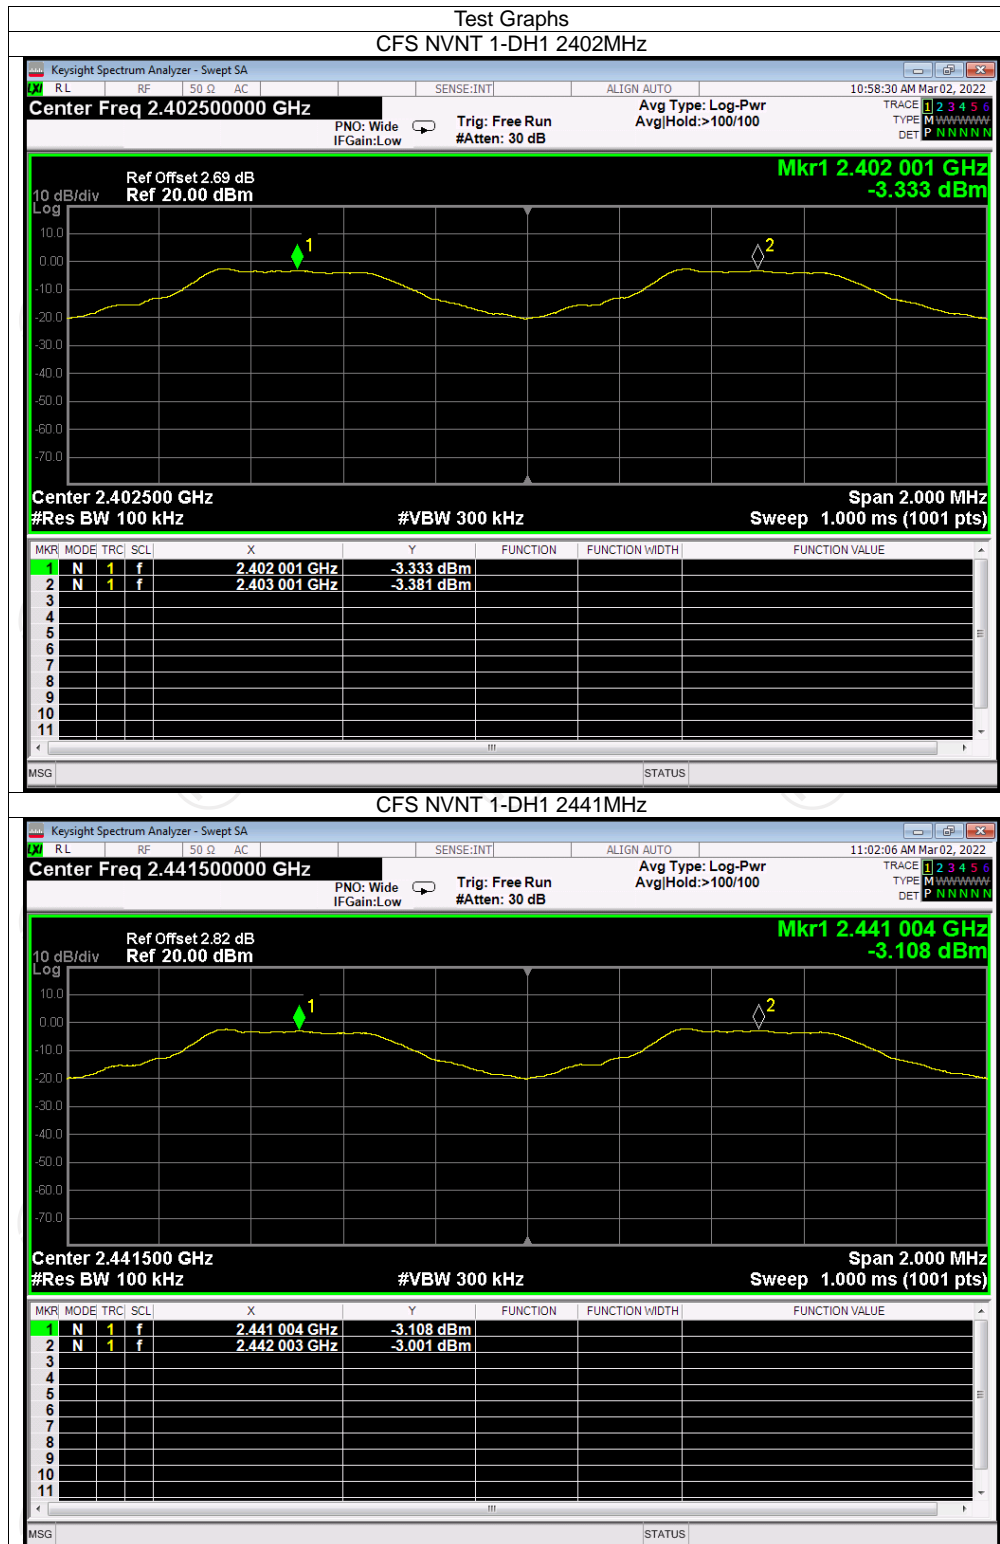 Test Graphs
CFS NVNT 1-DH1 2402MHz
Keysight Spectrum Analyzer - Swept SA
LXI RL RF 50 Ω AC SENSE:INT ALIGN AUTO 10:58:30 AM Mar 02, 2022
Center Freq 2.402500000 GHz Avg Type: Log-Pwr TRACE 1 2 3 4 5 6
PNO: Wide Trig: Free Run Avg|Hold:>100/100 TYPE M WWWWW
IFGain:Low #Atten: 30 dB DET P N N N N N
Mkr1 2.402 001 GHz
Ref Offset 2.69 dB
10 dB/div Ref 20.00 dBm -3.333 dBm
Log
10.0
1 2
0.00
-10.0
-20.0
-30.0
-40.0
-50.0
-60.0
-70.0
Center 2.402500 GHz Span 2.000 MHz
#Res BW 100 kHz #VBW 300 kHz Sweep 1.000 ms (1001 pts)
MKR MODE TRC SCL X Y FUNCTION FUNCTION WIDTH FUNCTION VALUE
1 N 1 f 2.402 001 GHz -3.333 dBm
2 N 1 f 2.403 001 GHz -3.381 dBm
3
4
5
6
7
8
9
10
11
MSG STATUS
CFS NVNT 1-DH1 2441MHz
Keysight Spectrum Analyzer - Swept SA
LXI RL RF 50 Ω AC SENSE:INT ALIGN AUTO 11:02:06 AM Mar 02, 2022
Center Freq 2.441500000 GHz Avg Type: Log-Pwr TRACE 1 2 3 4 5 6
PNO: Wide Trig: Free Run Avg|Hold:>100/100 TYPE M WWWWW
IFGain:Low #Atten: 30 dB DET P N N N N N
Mkr1 2.441 004 GHz
Ref Offset 2.82 dB
10 dB/div Ref 20.00 dBm -3.108 dBm
Log
10.0
1 2
0.00
-10.0
-20.0
-30.0
-40.0
-50.0
-60.0
-70.0
Center 2.441500 GHz Span 2.000 MHz
#Res BW 100 kHz #VBW 300 kHz Sweep 1.000 ms (1001 pts)
MKR MODE TRC SCL X Y FUNCTION FUNCTION WIDTH FUNCTION VALUE
1 N 1 f 2.441 004 GHz -3.108 dBm
2 N 1 f 2.442 003 GHz -3.001 dBm
3
4
5
6
7
8
9
10
11
MSG STATUS